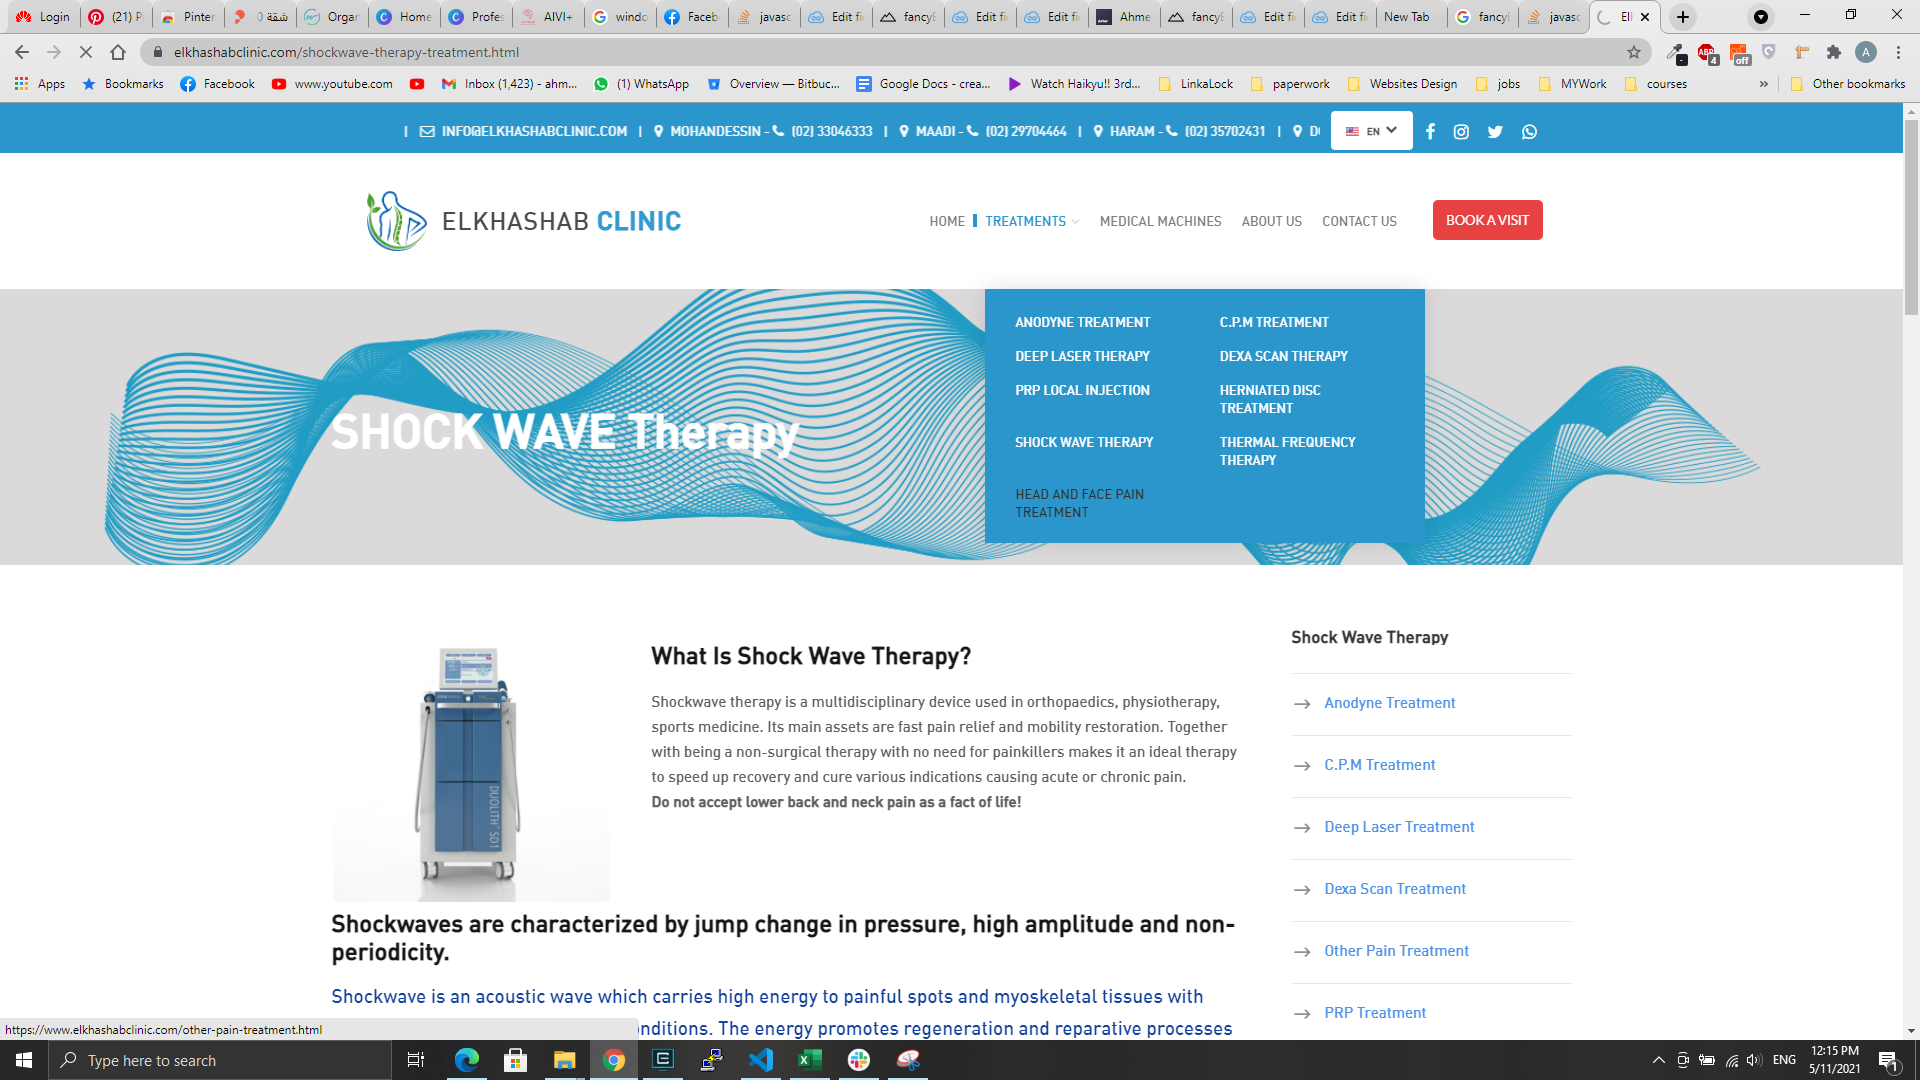 Login
(21) P
Pinter
شقة 0
Organ
Home
Profes
AIVI+
windo
Faceb
javasc
Edit fi
fancyB
Edit fi
Edit fi
Ahme
fancyB
Edit fi
Edit fi
New Tab
fancyl
javasc
El
elkhashabclinic.com/shockwave-therapy-treatment.html
ABP
4
off
A
Apps
Bookmarks
Facebook
www.youtube.com
Inbox (1,423) - ahm...
(1) WhatsApp
Overview — Bitbuc...
Google Docs - crea...
Watch Haikyu!! 3rd...
LinkaLock
paperwork
Websites Design
jobs
MYWork
courses
»
Other bookmarks
| INFO@ELKHASHABCLINIC.COM | MOHANDESSIN - (02) 33046333 | MAADI - (02) 29704464 | HARAM - (02) 35702431 |
EN
ELKHASHAB CLINIC
HOME
TREATMENTS
MEDICAL MACHINES
ABOUT US
CONTACT US
BOOK A VISIT
ANODYNE TREATMENT
C.P.M TREATMENT
DEEP LASER THERAPY
DEXA SCAN THERAPY
PRP LOCAL INJECTION
HERNIATED DISC
TREATMENT
SHOCK WAVE THERAPY
THERMAL FREQUENCY
THERAPY
HEAD AND FACE PAIN
TREATMENT
SHOCK WAVE Therapy
What Is Shock Wave Therapy?
Shockwave therapy is a multidisciplinary device used in orthopaedics, physiotherapy,
sports medicine. Its main assets are fast pain relief and mobility restoration. Together
with being a non-surgical therapy with no need for painkillers makes it an ideal therapy
to speed up recovery and cure various indications causing acute or chronic pain.
Do not accept lower back and neck pain as a fact of life!
DUOLITH SD1
Shockwaves are characterized by jump change in pressure, high amplitude and non-
periodicity.
Shockwave is an acoustic wave which carries high energy to painful spots and myoskeletal tissues with
nditions. The energy promotes regeneration and reparative processes
Shock Wave Therapy
Anodyne Treatment
C.P.M Treatment
Deep Laser Treatment
Dexa Scan Treatment
Other Pain Treatment
PRP Treatment
https://www.elkhashabclinic.com/other-pain-treatment.html
Type here to search
ENG
12:15 PM
5/11/2021
1